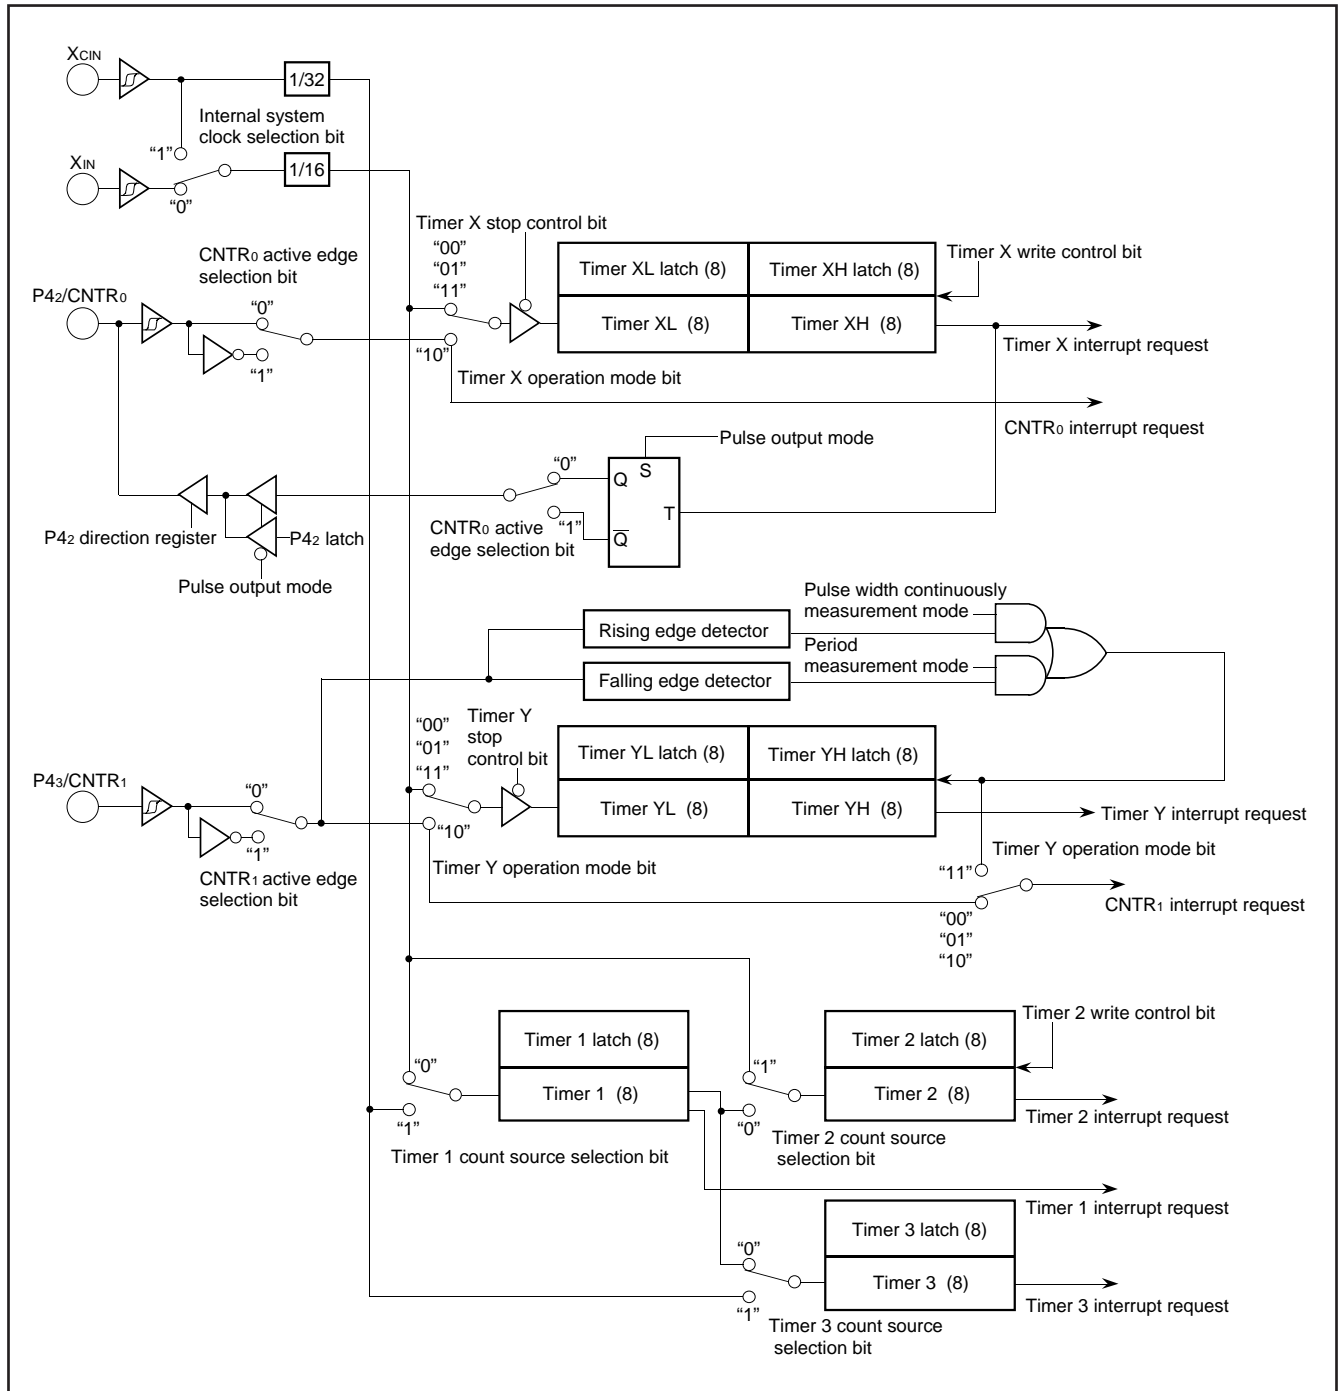 XCIN
1/32
Internal system
clock selection bit
“1”
XIN
1/16
“0”
Timer X stop control bit
CNTR0 active edge
selection bit
“00”
“01”
“11”
Timer XL latch (8)
Timer XH latch (8)
Timer X write control bit
P42/CNTR0
“0”
Timer XL (8)
Timer XH (8)
Timer X interrupt request
“1”
“10”
Timer X operation mode bit
CNTR0 interrupt request
Pulse output mode
“0”
Q
S
T
Q
“1”
CNTR0 active
edge selection bit
P42 direction register
P42 latch
Pulse output mode
Pulse width continuously
measurement mode
Rising edge detector
Period
measurement mode
Falling edge detector
“00”
“01”
“11”
Timer Y
stop
control bit
Timer YL latch (8)
Timer YH latch (8)
P43/CNTR1
“0”
Timer YL (8)
Timer YH (8)
Timer Y interrupt request
“1”
“10”
Timer Y operation mode bit
Timer Y operation mode bit
CNTR1 active edge
selection bit
“11”
CNTR1 interrupt request
“00”
“01”
“10”
Timer 2 write control bit
Timer 1 latch (8)
Timer 2 latch (8)
“0”
“1”
Timer 1 (8)
Timer 2 (8)
Timer 2 interrupt request
“1”
“0”
Timer 1 count source selection bit
Timer 2 count source
selection bit
Timer 1 interrupt request
Timer 3 latch (8)
“0”
Timer 3 (8)
Timer 3 interrupt request
“1”
Timer 3 count source
selection bit